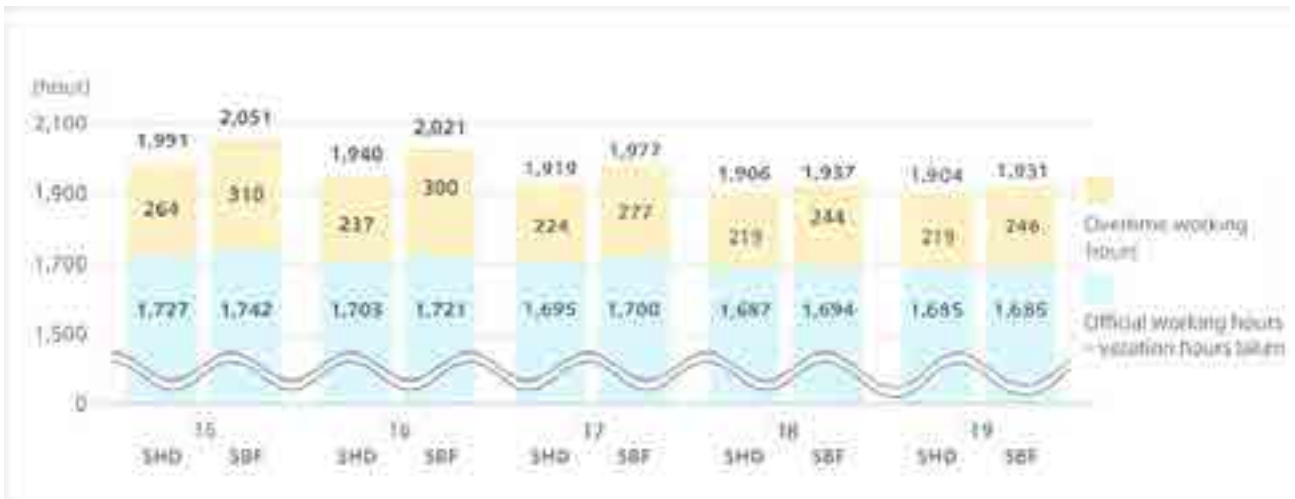 (hour)
2,100
1,900
1,700
1,500
0
1,991
2,051
1,940
2,021
1,919
1,977
1,906
1,937
1,904
1,931
264
310
237
300
224
277
219
244
219
246
1,727
1,742
1,703
1,721
1,695
1,700
1,687
1,694
1,685
1,685
15
16
17
18
19
SHD
SBF
SHD
SBF
SHD
SBF
SHD
SBF
SHD
SBF
Overtime working
hours
Official working hours
– vacation hours taken